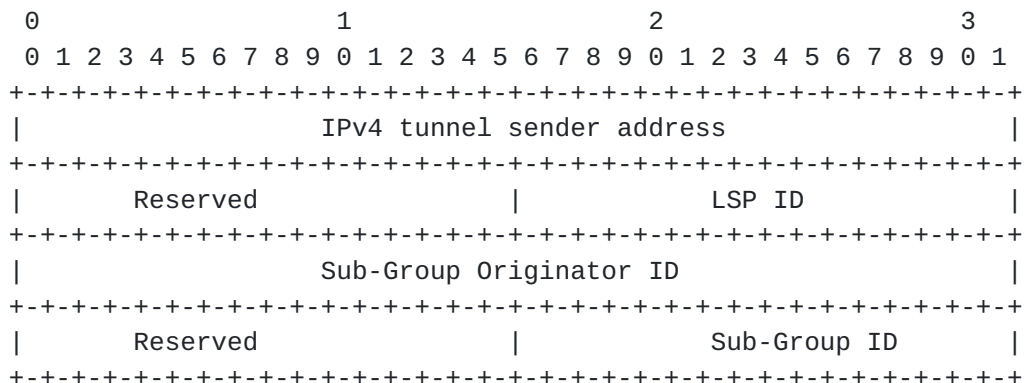 0                   1                   2                   3
 0 1 2 3 4 5 6 7 8 9 0 1 2 3 4 5 6 7 8 9 0 1 2 3 4 5 6 7 8 9 0 1
+-+-+-+-+-+-+-+-+-+-+-+-+-+-+-+-+-+-+-+-+-+-+-+-+-+-+-+-+-+-+-+-+
|                   IPv4 tunnel sender address                  |
+-+-+-+-+-+-+-+-+-+-+-+-+-+-+-+-+-+-+-+-+-+-+-+-+-+-+-+-+-+-+-+-+
|       Reserved                |            LSP ID             |
+-+-+-+-+-+-+-+-+-+-+-+-+-+-+-+-+-+-+-+-+-+-+-+-+-+-+-+-+-+-+-+-+
|                   Sub-Group Originator ID                     |
+-+-+-+-+-+-+-+-+-+-+-+-+-+-+-+-+-+-+-+-+-+-+-+-+-+-+-+-+-+-+-+-+
|       Reserved                |            Sub-Group ID       |
+-+-+-+-+-+-+-+-+-+-+-+-+-+-+-+-+-+-+-+-+-+-+-+-+-+-+-+-+-+-+-+-+